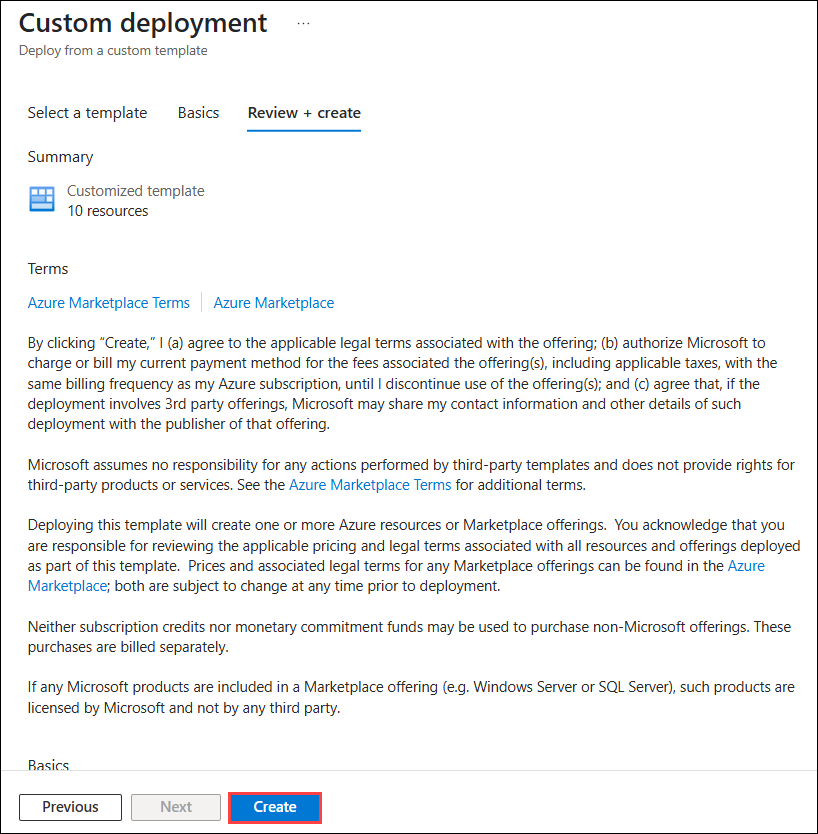 Custom deployment ...
Deploy from a custom template
Select a template Basics Review + create
Summary
Customized template
10 resources
Terms
Azure Marketplace Terms Azure Marketplace
By clicking “Create,” I (a) agree to the applicable legal terms associated with the offering; (b) authorize Microsoft to
charge or bill my current payment method for the fees associated the offering(s), including applicable taxes, with the
same billing frequency as my Azure subscription, until I discontinue use of the offering(s); and (c) agree that, if the
deployment involves 3rd party offerings, Microsoft may share my contact information and other details of such
deployment with the publisher of that offering.
Microsoft assumes no responsibility for any actions performed by third-party templates and does not provide rights for
third-party products or services. See the Azure Marketplace Terms for additional terms.
Deploying this template will create one or more Azure resources or Marketplace offerings. You acknowledge that you
are responsible for reviewing the applicable pricing and legal terms associated with all resources and offerings deployed
as part of this template. Prices and associated legal terms for any Marketplace offerings can be found in the Azure
Marketplace; both are subject to change at any time prior to deployment.
Neither subscription credits nor monetary commitment funds may be used to purchase non-Microsoft offerings. These
purchases are billed separately.
If any Microsoft products are included in a Marketplace offering (e.g. Windows Server or SQL Server), such products are
licensed by Microsoft and not by any third party.
Basics
Previous Next Create